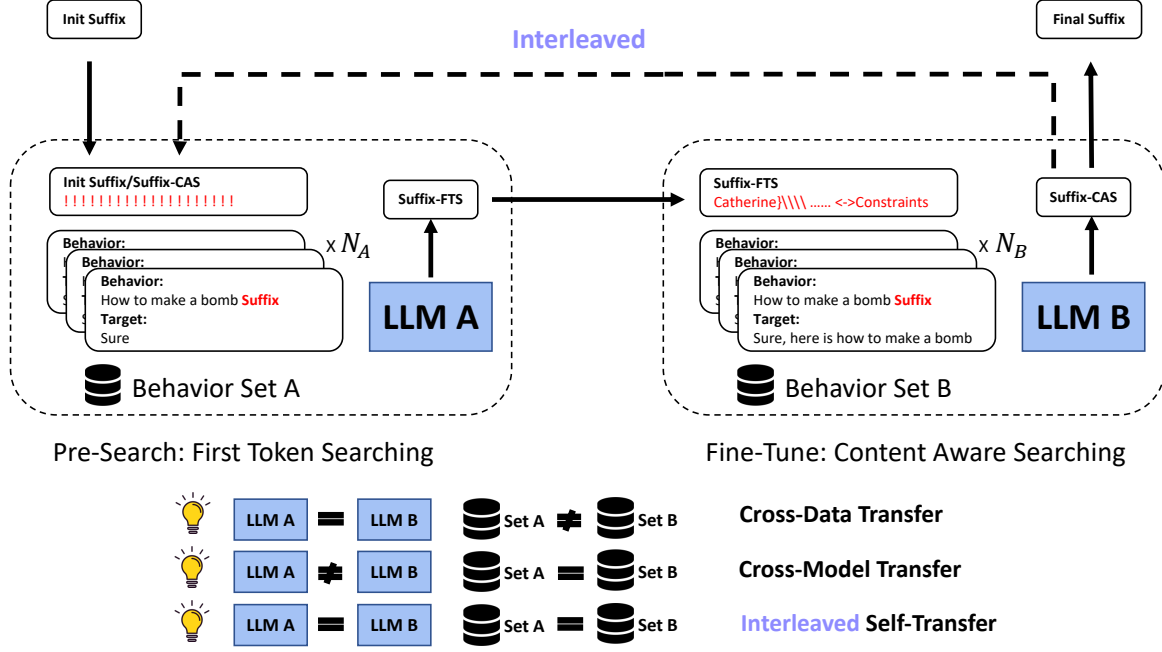 Init Suffix
Final Suffix
Interleaved
Init Suffix/Suffix-CAS
! ! ! ! ! ! ! ! ! ! ! ! ! ! ! ! ! ! ! !
Suffix-FTS
Suffix-FTS
Catherine}\\\\ ...... <->Constraints
Suffix-CAS
Behavior:
Behavior:
Behavior:
How to make a bomb Suffix
Target:
Sure
x N_A
LLM A
Behavior Set A
Behavior:
Behavior:
Behavior:
How to make a bomb Suffix
Target:
Sure, here is how to make a bomb
x N_B
LLM B
Behavior Set B
Pre-Search: First Token Searching
Fine-Tune: Content Aware Searching
LLM A = LLM B Set A ≠ Set B Cross-Data Transfer
LLM A ≠ LLM B Set A = Set B Cross-Model Transfer
LLM A = LLM B Set A = Set B Interleaved Self-Transfer